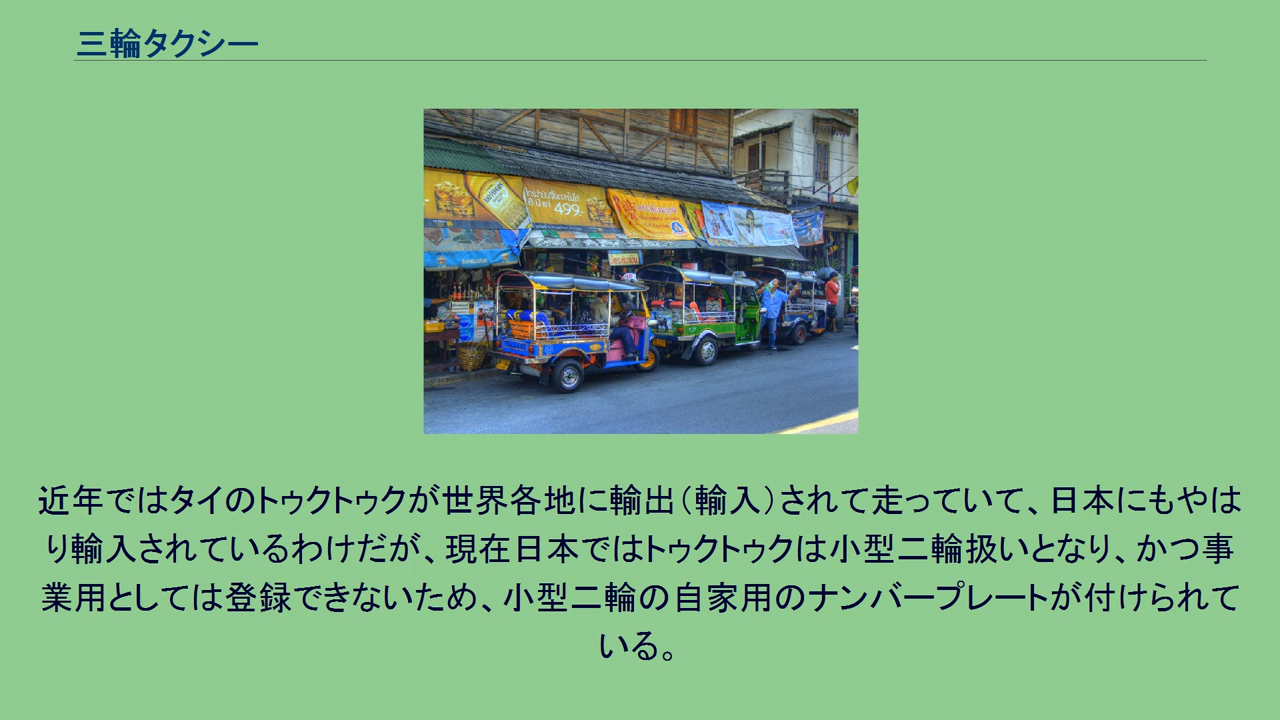 三輪タクシー
499.-
近年ではタイのトゥクトゥクが世界各地に輸出（輸入）されて走っていて、日本にもやは
り輸入されているわけだが、現在日本ではトゥクトゥクは小型二輪扱いとなり、かつ事
業用としては登録できないため、小型二輪の自家用のナンバープレートが付けられて
いる。